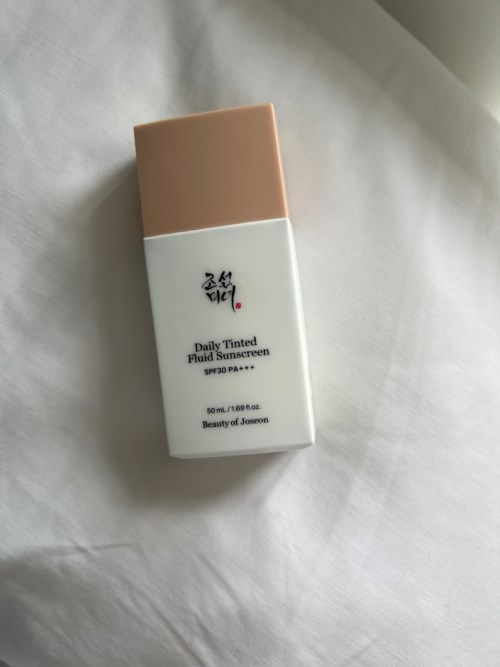 조선
미녀
Daily Tinted
Fluid Sunscreen
SPF30 PA+++
50 mL / 1.69 fl.oz.
Beauty of Joseon